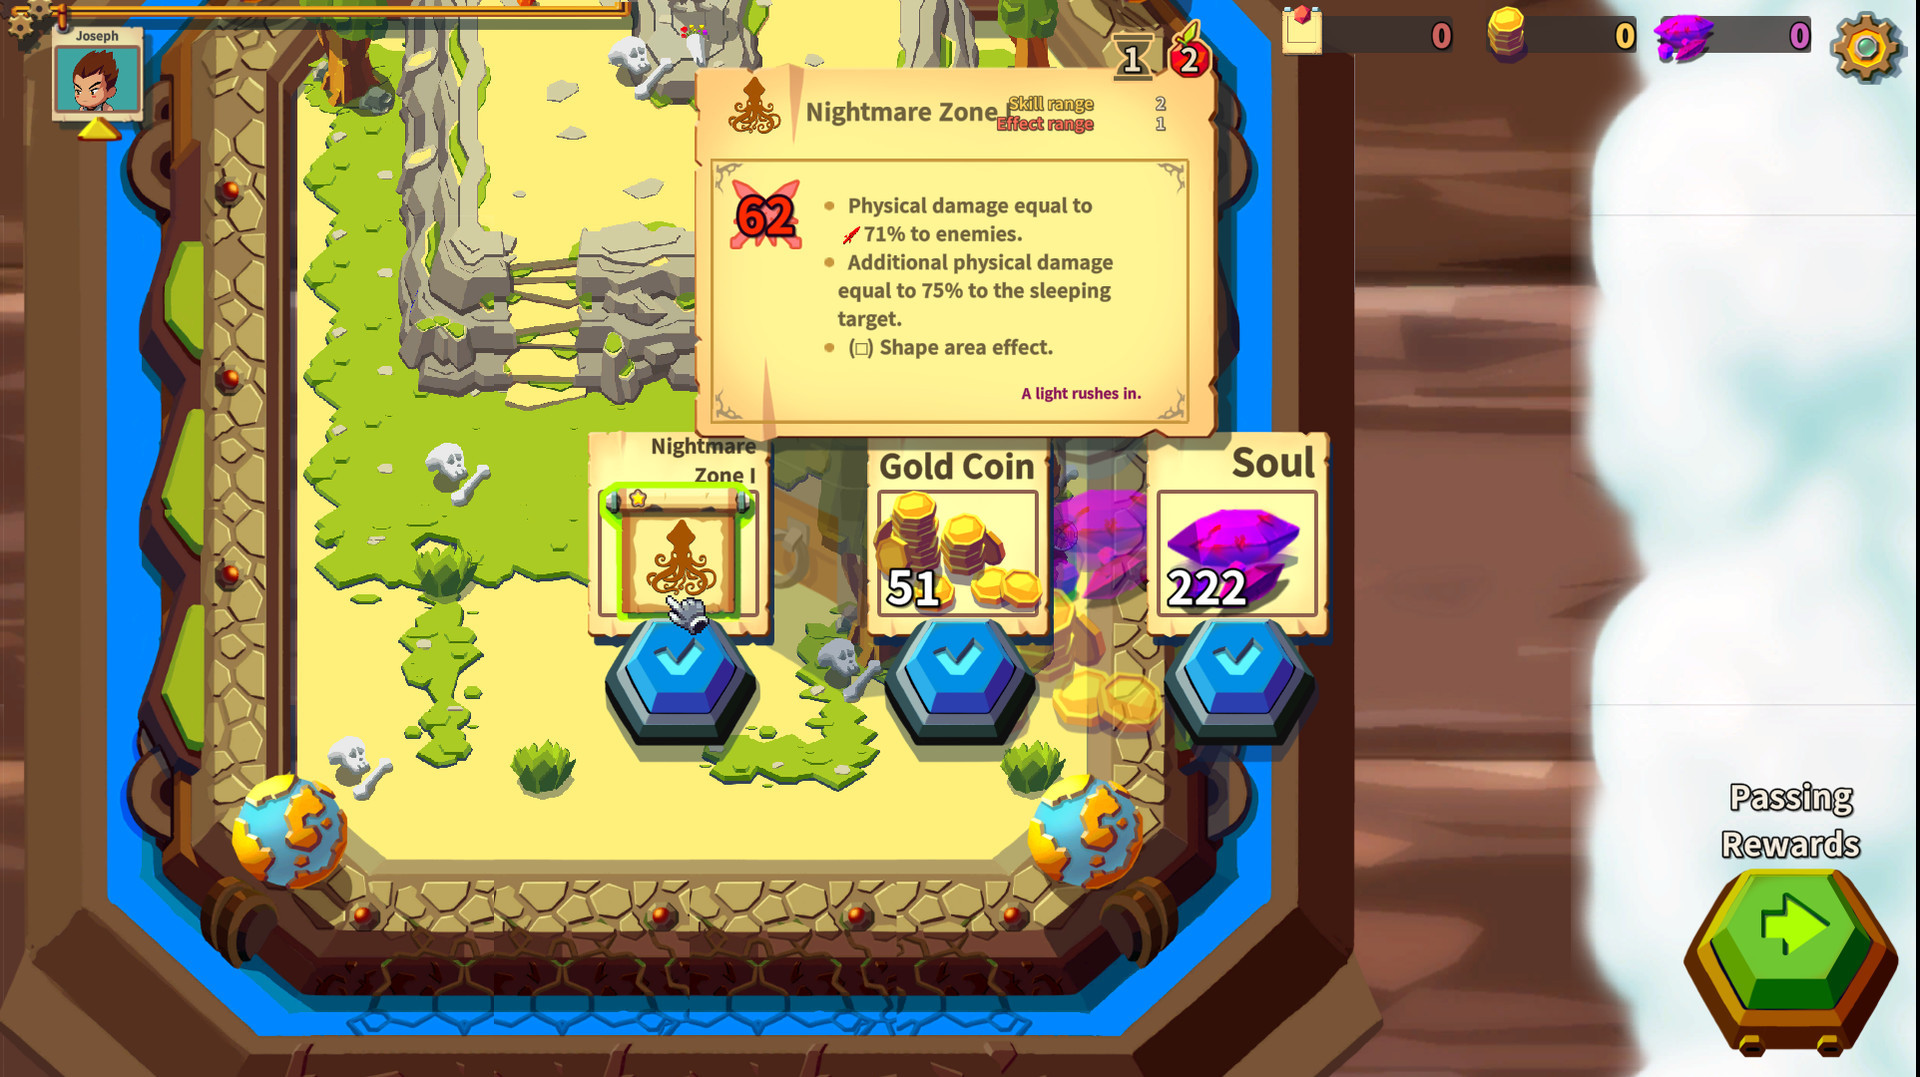 Joseph
1
2
0
0
0
Nightmare Zone I
Skill range 2
Effect range 1
62
Physical damage equal to
71% to enemies.
Additional physical damage
equal to 75% to the sleeping
target.
(□) Shape area effect.
A light rushes in.
Nightmare
Zone I
Gold Coin
51
Soul
222
Passing
Rewards